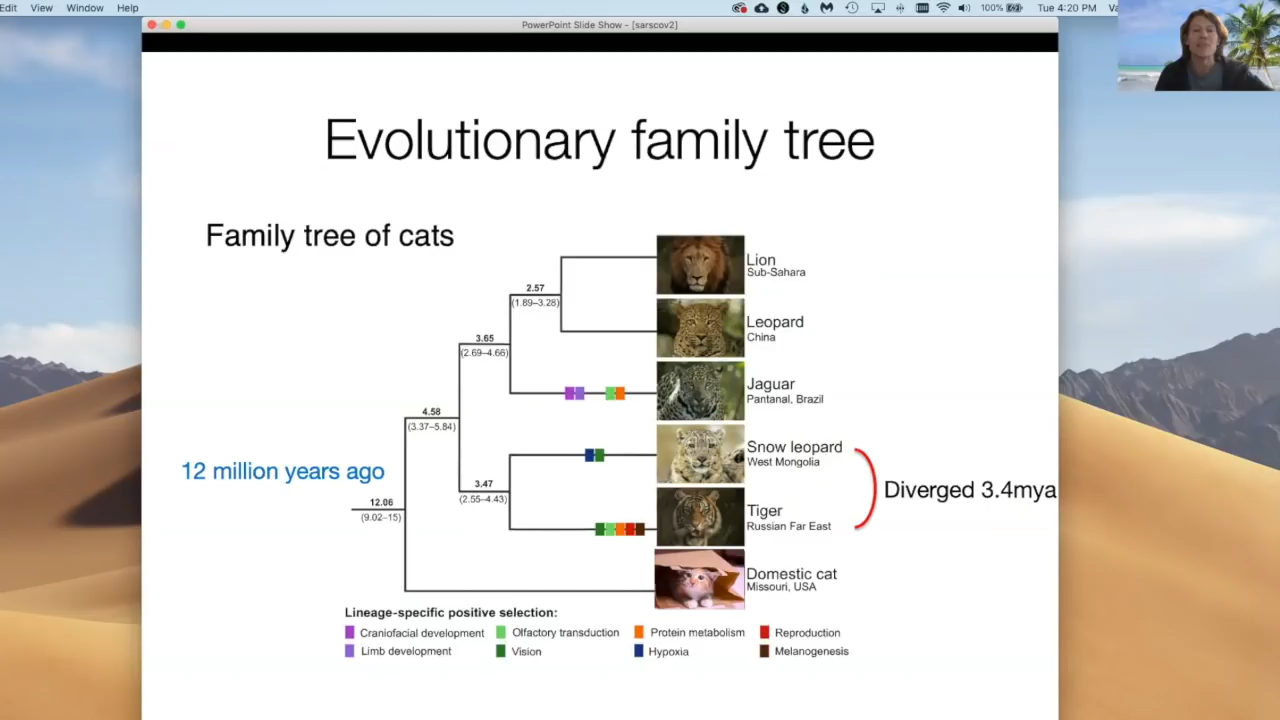 Edit View Window Help 100% Tue 4:20 PM
PowerPoint Slide Show - [sarscov2]
Evolutionary family tree
Family tree of cats
Lion
Sub-Sahara
2.57
(1.89–3.28)
Leopard
China
3.65
(2.69–4.66)
Jaguar
Pantanal, Brazil
4.58
(3.37–5.84)
Snow leopard
West Mongolia
12 million years ago
3.47
(2.55–4.43)
Diverged 3.4mya
12.06
(9.02–15)
Tiger
Russian Far East
Domestic cat
Missouri, USA
Lineage-specific positive selection:
Craniofacial development Olfactory transduction Protein metabolism Reproduction
Limb development Vision Hypoxia Melanogenesis